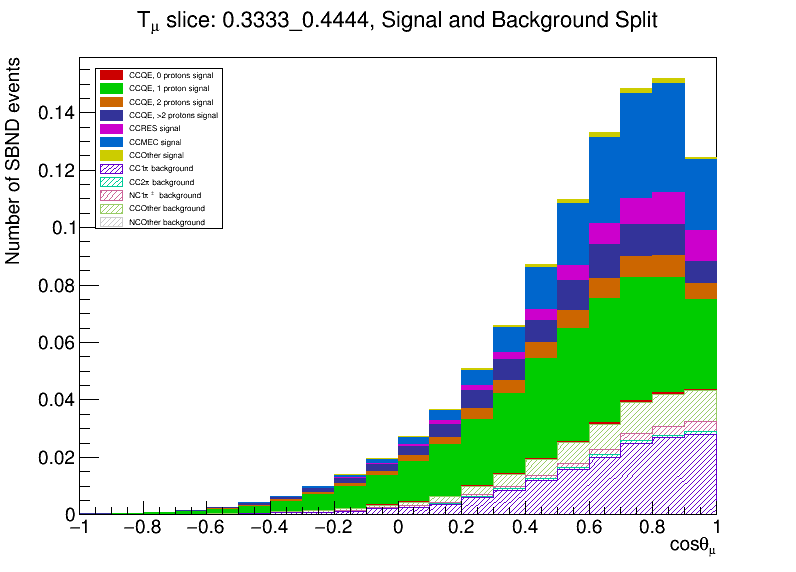 Tμ slice: 0.3333_0.4444, Signal and Background Split
Number of SBND events
CCQE, 0 protons signal
CCQE, 1 proton signal
CCQE, 2 protons signal
CCQE, >2 protons signal
CCRES signal
CCMEC signal
CCOther signal
CC1π background
CC2π background
NC1π± background
CCOther background
NCOther background
0.14
0.12
0.1
0.08
0.06
0.04
0.02
0
−1 −0.8 −0.6 −0.4 −0.2 0 0.2 0.4 0.6 0.8 1
cosθμ